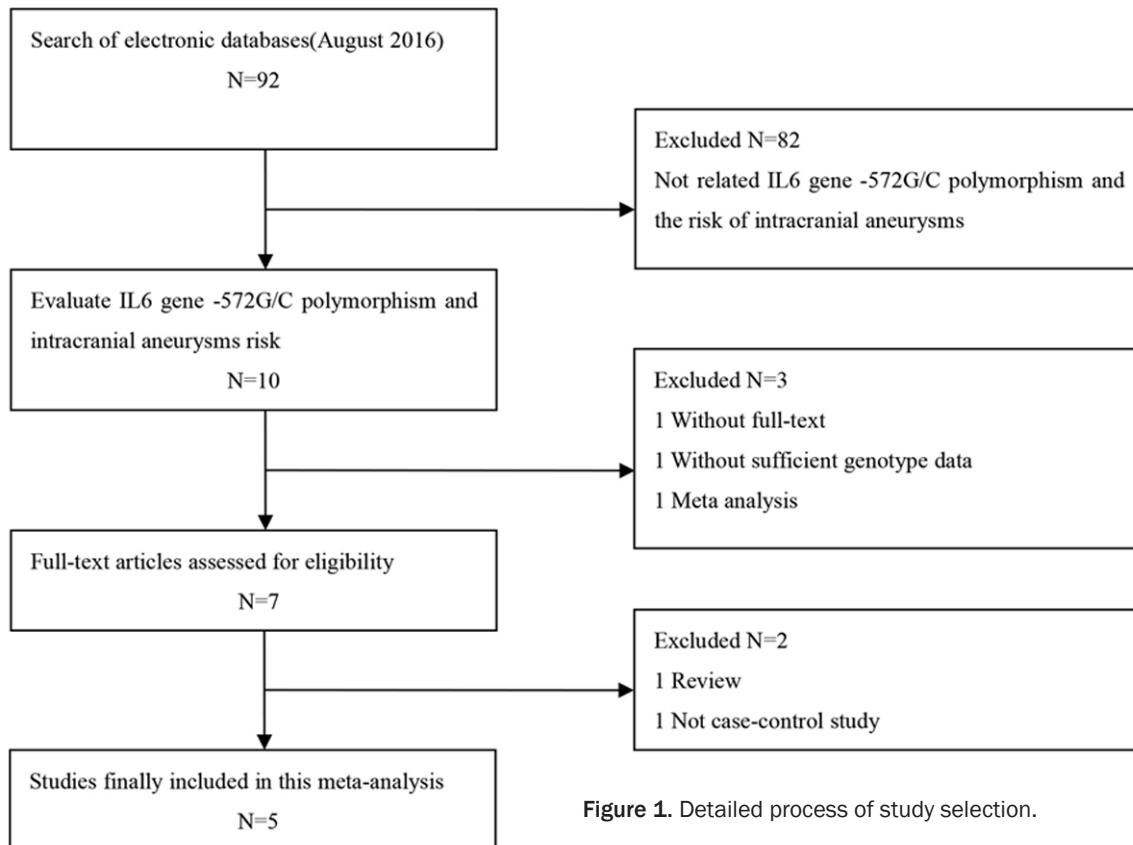 Search of electronic databases(August 2016)
N=92
Excluded N=82
Not related IL6 gene -572G/C polymorphism and
the risk of intracranial aneurysms
Evaluate IL6 gene -572G/C polymorphism and
intracranial aneurysms risk
N=10
Excluded N=3
1 Without full-text
1 Without sufficient genotype data
1 Meta analysis
Full-text articles assessed for eligibility
N=7
Excluded N=2
1 Review
1 Not case-control study
Studies finally included in this meta-analysis
N=5
Figure 1. Detailed process of study selection.